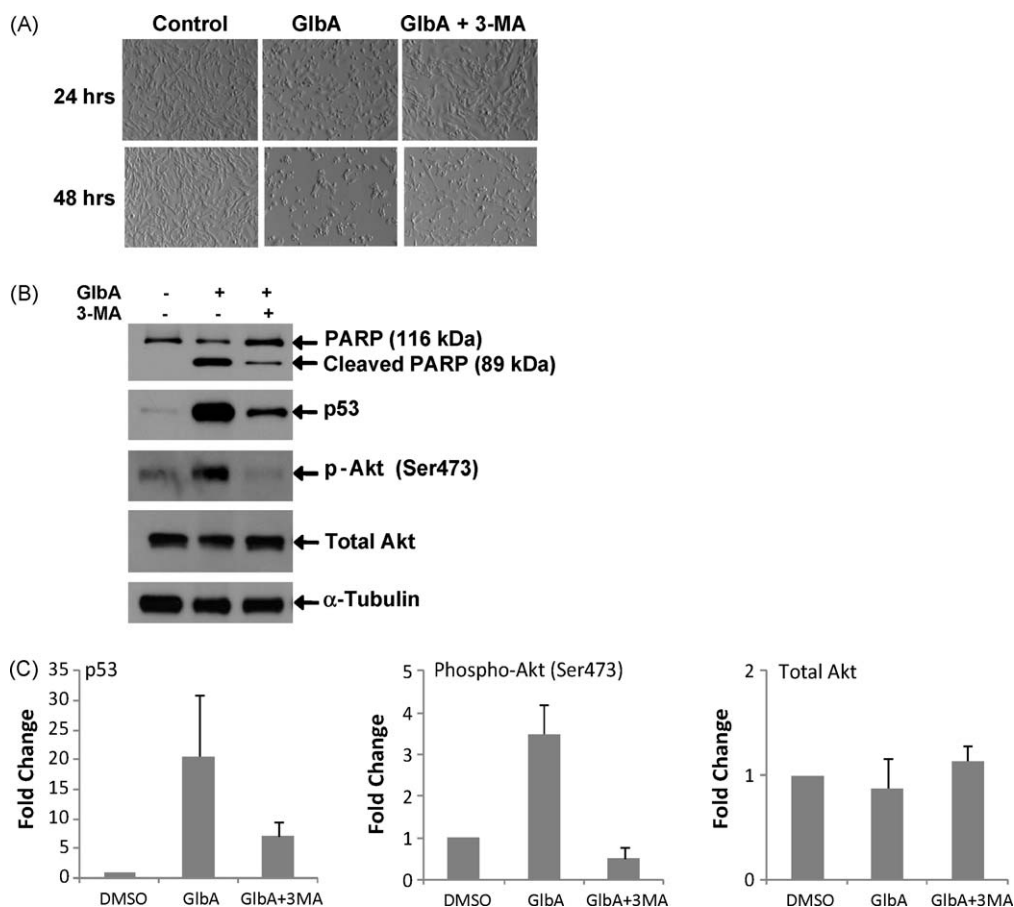 (A)
Control GlbA GlbA + 3-MA
24 hrs
48 hrs
(B)
GlbA - + +
3-MA - - +
PARP (116 kDa)
Cleaved PARP (89 kDa)
p53
p-Akt (Ser473)
Total Akt
α-Tubulin
(C)
p53
Fold Change
35
30
25
20
15
10
5
0
DMSO GlbA GlbA+3MA
Phospho-Akt (Ser473)
Fold Change
5
4
3
2
1
0
DMSO GlbA GlbA+3MA
Total Akt
Fold Change
2
1
0
DMSO GlbA GlbA+3MA